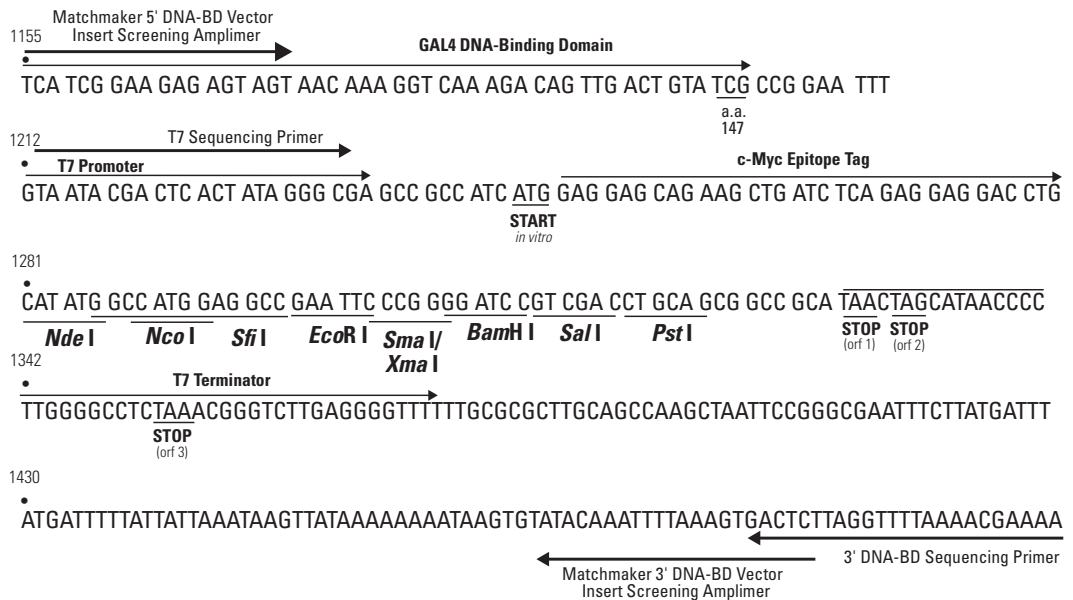 Matchmaker 5' DNA-BD Vector
Insert Screening Amplimer
1155
GAL4 DNA-Binding Domain
TCA TCG GAA GAG AGT AGT AAC AAA GGT CAA AGA CAG TTG ACT GTA TCG CCG GAA TTT
a.a.
147
1212
T7 Sequencing Primer
T7 Promoter
c-Myc Epitope Tag
GTA ATA CGA CTC ACT ATA GGG CGA GCC GCC ATC ATG GAG GAG CAG AAG CTG ATC TCA GAG GAG GAC CTG
START
in vitro
1281
CAT ATG GCC ATG GAG GCC GAA TTC CCG GGG ATC CGT CGA CCT GCA GCG GCC GCA TAACTAGCATAACCCC
Nde I
Nco I
Sfi I
EcoR I
Sma I/
Xma I
BamH I
Sal I
Pst I
STOP
(orf 1)
STOP
(orf 2)
1342
T7 Terminator
TTGGGGCCTCTAAACGGGTCTTGAGGGGTTTTTTGCGCGCTTGCAGCCAAGCTAATTCCGGGCGAATTTCTTATGATTT
STOP
(orf 3)
1430
ATGATTTTTATTATTAAATAAGTTATAAAAAAAATAAGTGTATACAAATTTTAAAGTGACTCTTAGGTTTTAAAACGAAAA
3' DNA-BD Sequencing Primer
Matchmaker 3' DNA-BD Vector
Insert Screening Amplimer